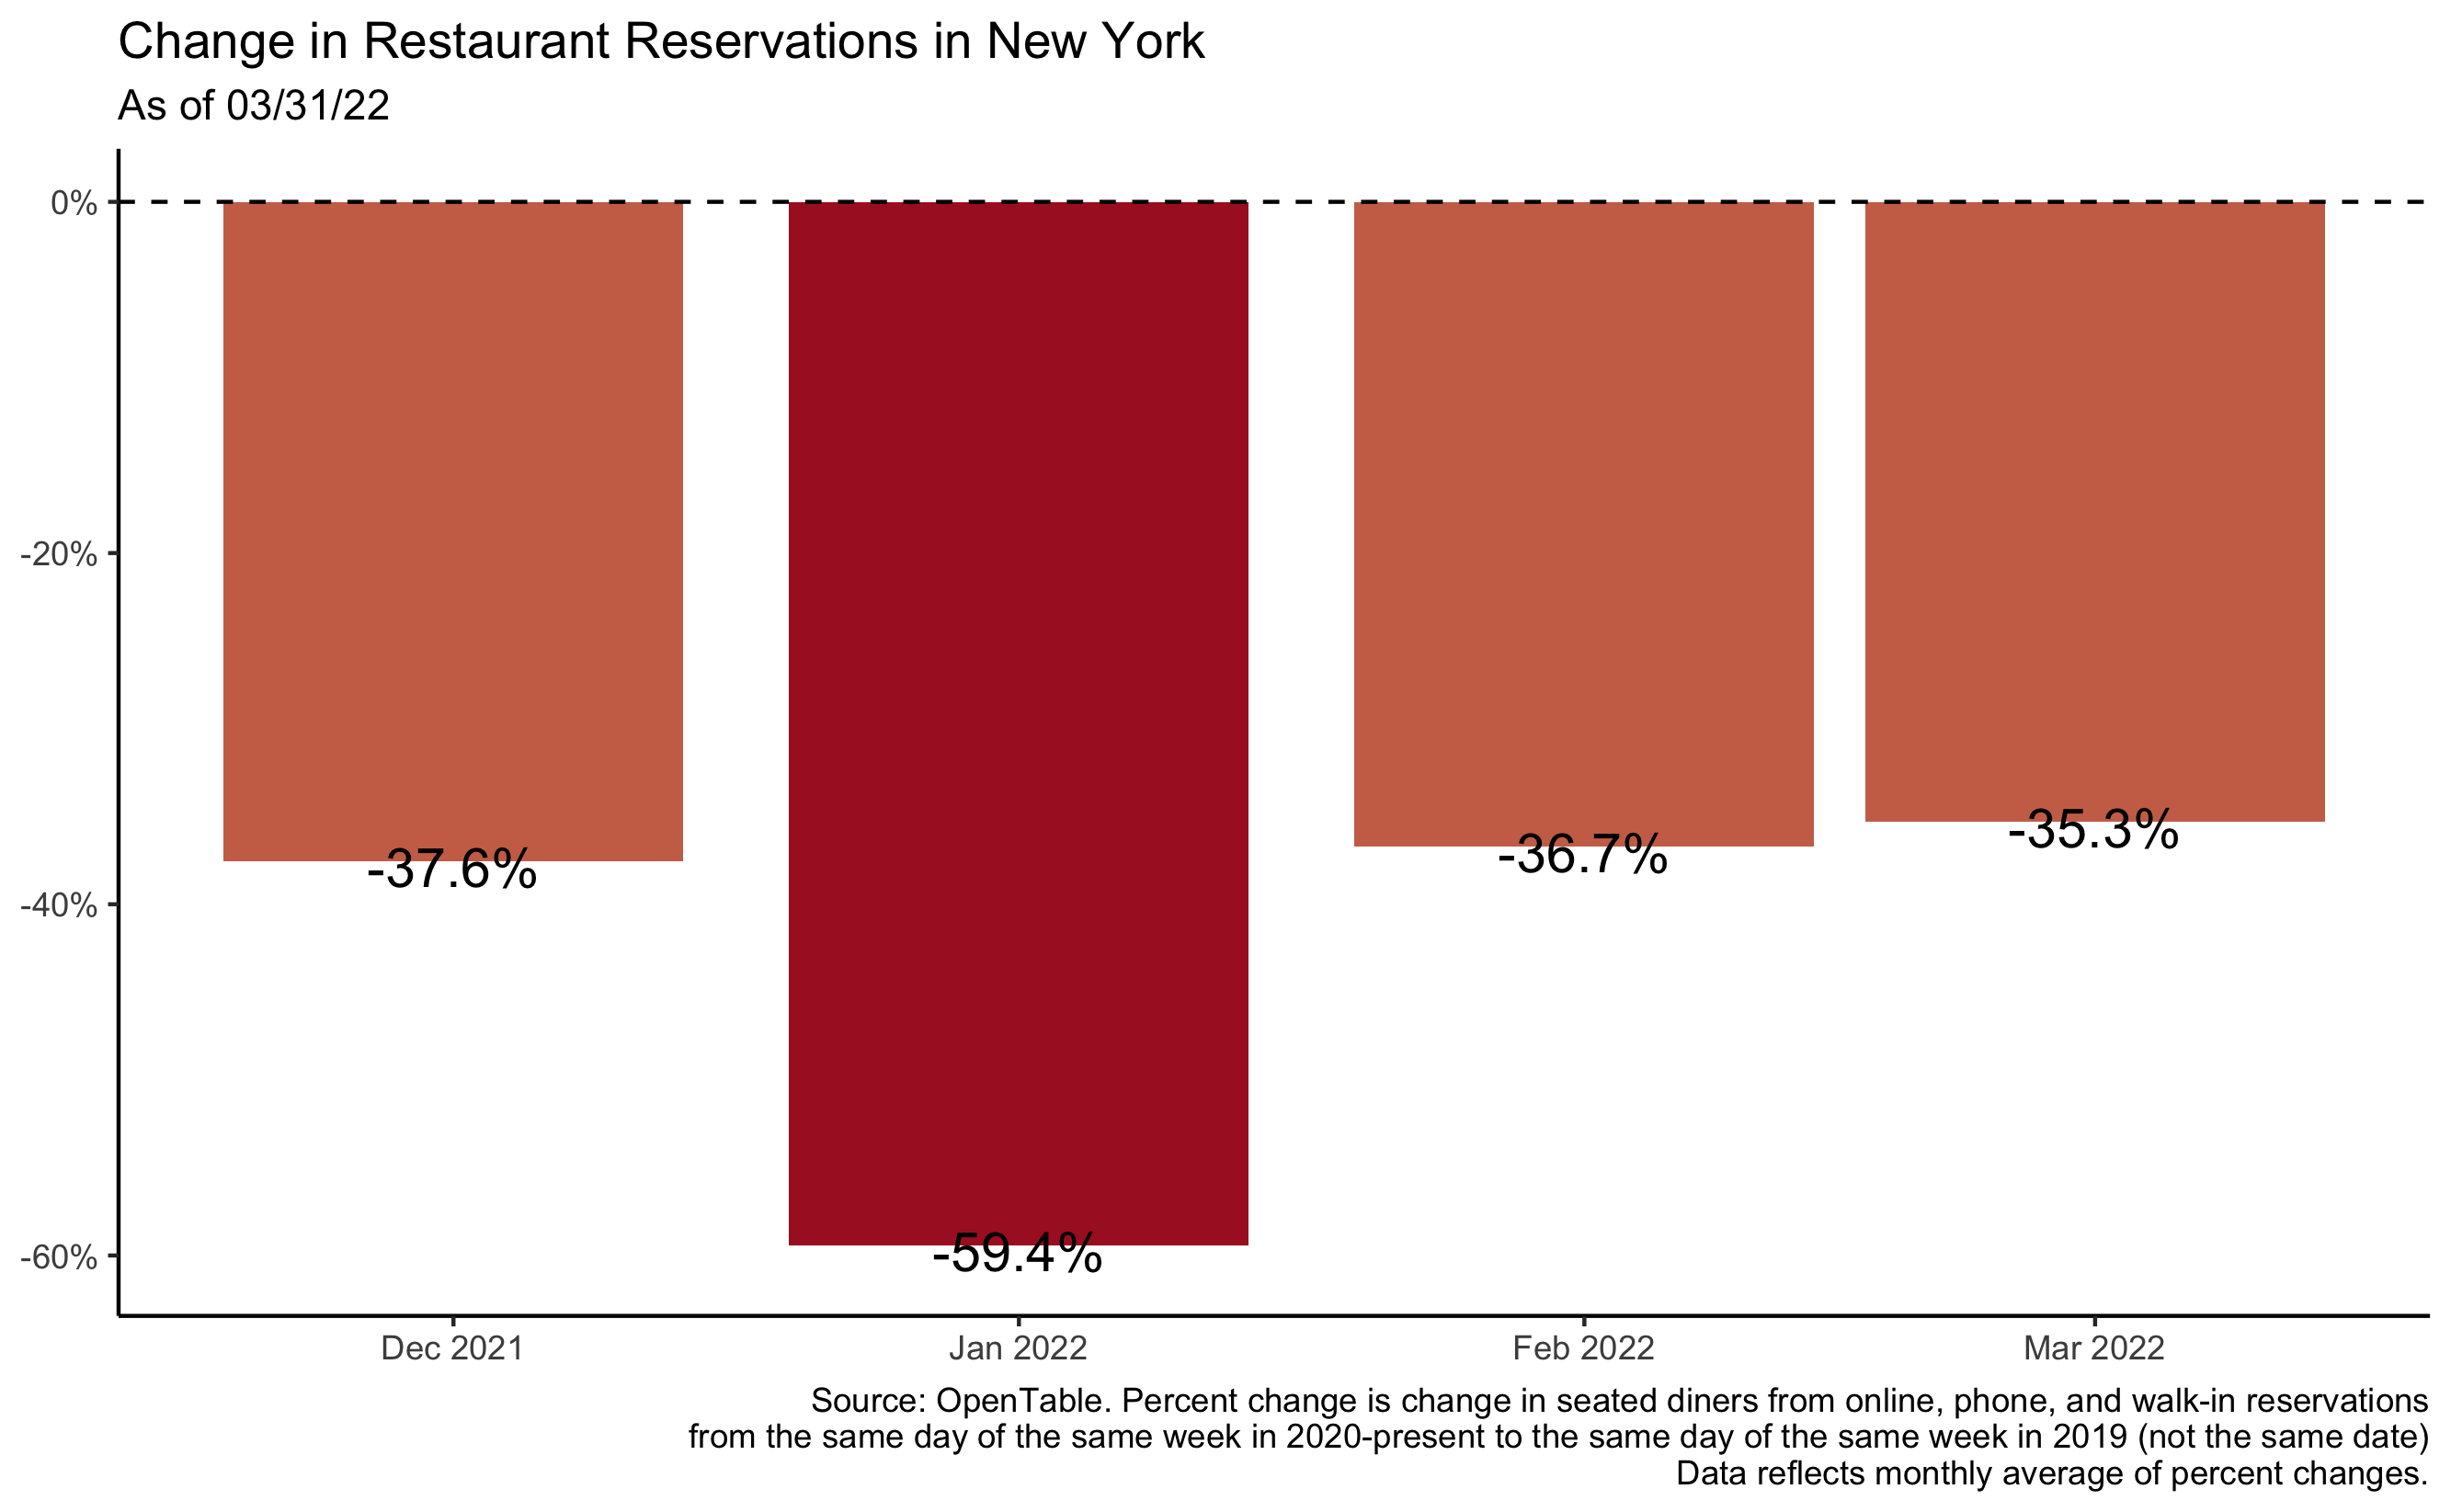 Change in Restaurant Reservations in New York
As of 03/31/22
0%
-20%
-40%
-60%
-37.6%
-59.4%
-36.7%
-35.3%
Dec 2021
Jan 2022
Feb 2022
Mar 2022
Source: OpenTable. Percent change is change in seated diners from online, phone, and walk-in reservations
from the same day of the same week in 2020-present to the same day of the same week in 2019 (not the same date)
Data reflects monthly average of percent changes.